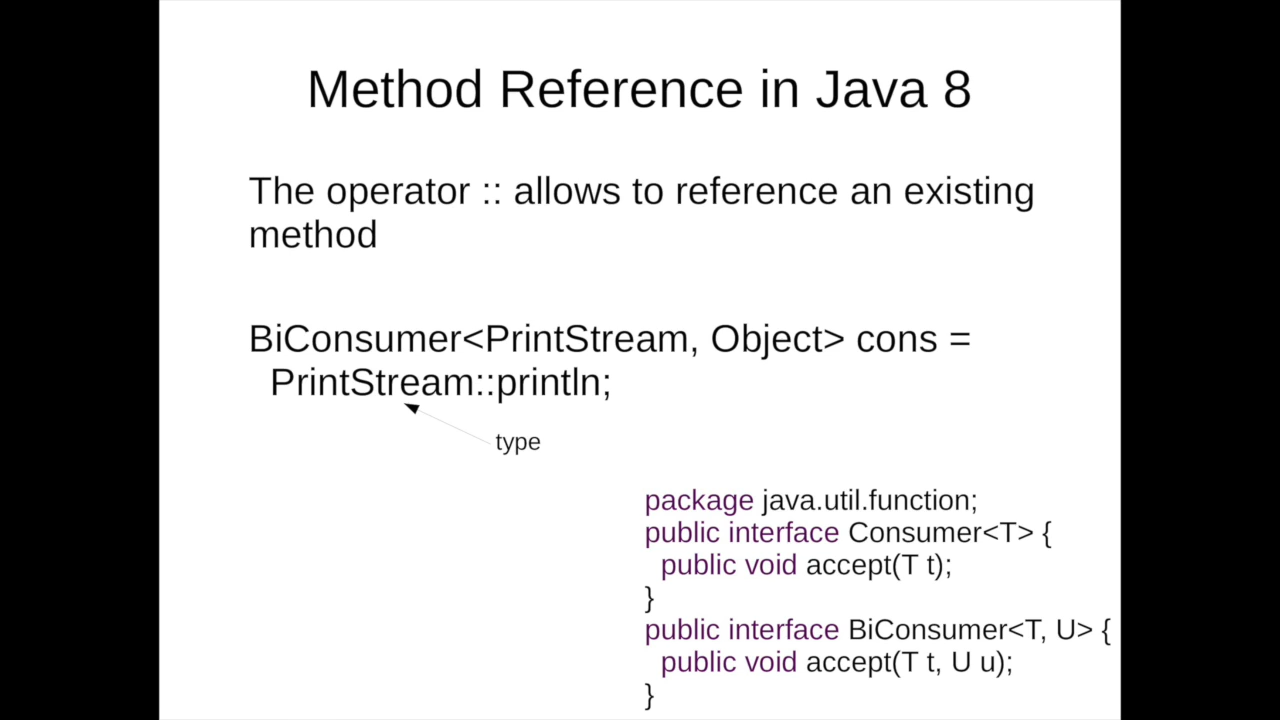 Method Reference in Java 8
The operator :: allows to reference an existing
method
BiConsumer<PrintStream, Object> cons =
PrintStream::println;
type
package java.util.function;
public interface Consumer<T> {
public void accept(T t);
}
public interface BiConsumer<T, U> {
public void accept(T t, U u);
}